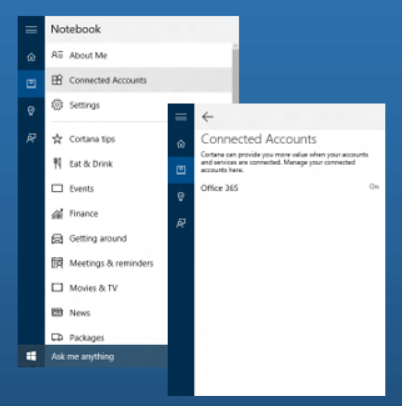 Notebook
About Me
Connected Accounts
Settings
Cortana tips
Eat & Drink
Events
Finance
Getting around
Meetings & reminders
Movies & TV
News
Packages
Ask me anything
Connected Accounts
Cortana can provide you more value when your accounts
and services are connected. Manage your connected
accounts here.
Office 365
On